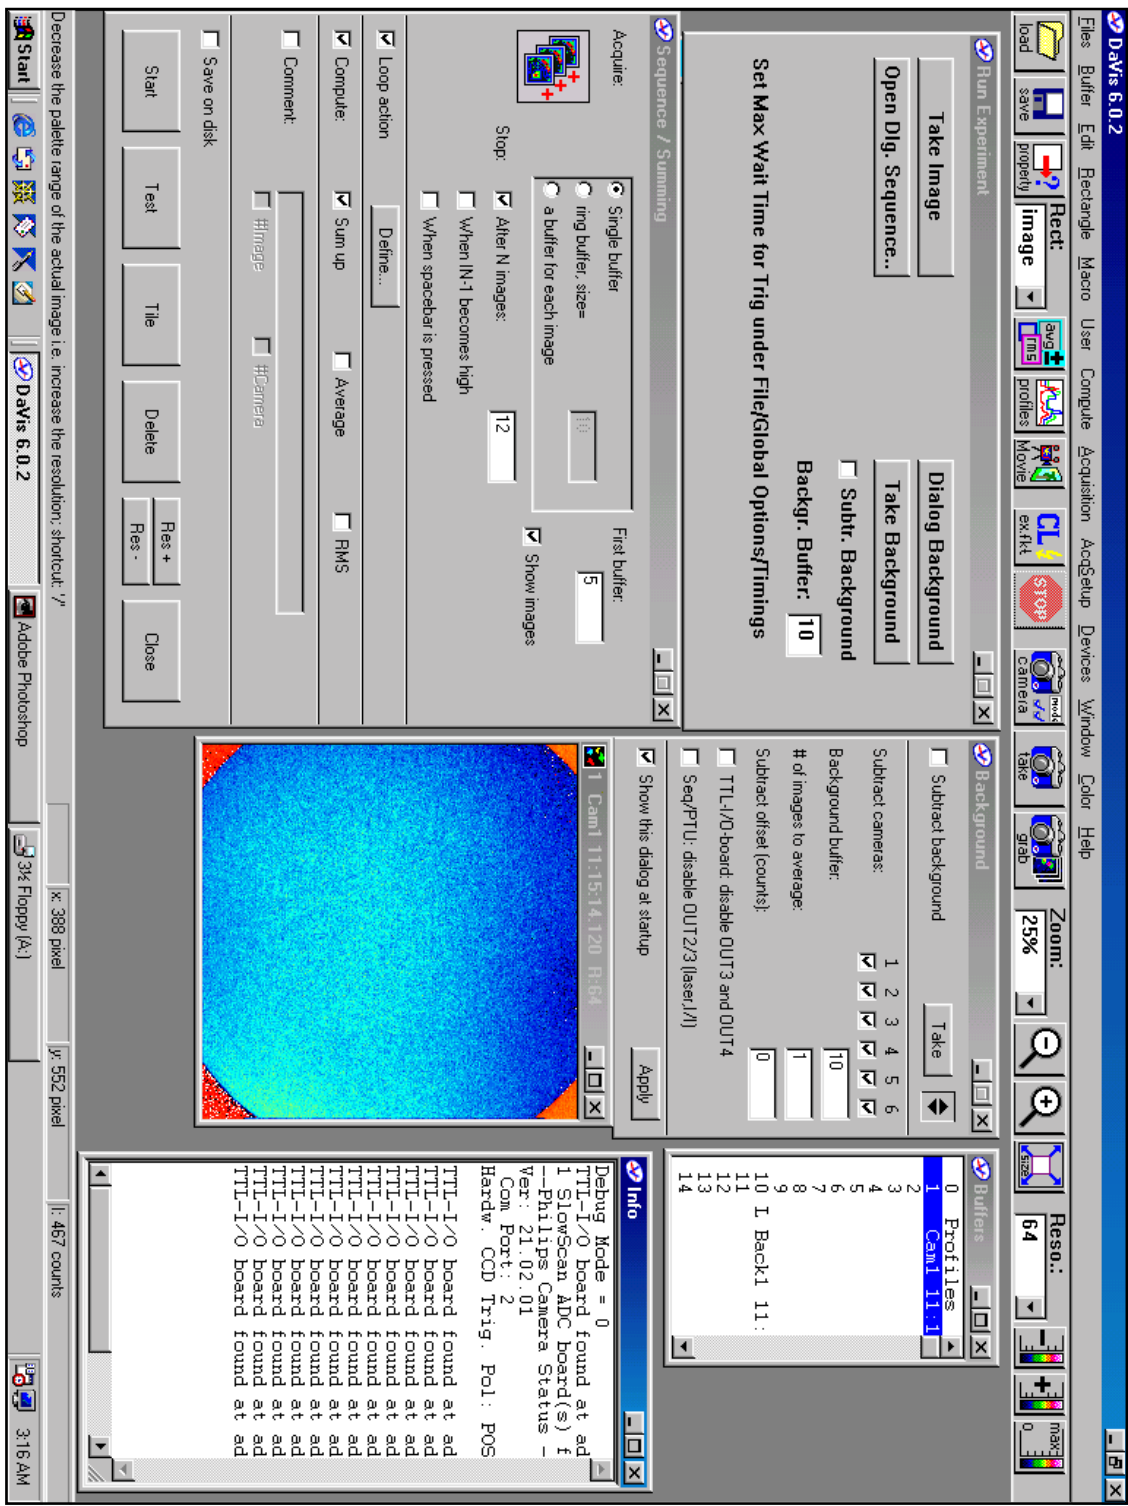 DaVis 6.0.2
Files Buffer Edit Rectangle Macro User Compute Acquisition AcqSetup Devices Window Color Help
load save property Rect: image avg rms profiles Movie CL ex.fkt STOP camera take grab Zoom: 25% size Reso.: 64 - + max: 0
Run Experiment
Take Image
Dialog Background
Open Dlg. Sequence..
Take Background
Subtr. Background
Backgr. Buffer: 10
Set Max Wait Time for Trig under File/Global Options/Timings
Sequence / Summing
Acquire:
Single buffer
ring buffer, size= 10
a buffer for each image
First buffer: 5
Show images
Stop:
After N images: 12
When IN-1 becomes high
When spacebar is pressed
Loop action
Define...
Compute:
Sum up
Average
RMS
Comment:
#Image
#Camera
Save on disk
Start
Test
Tile
Delete
Res +
Res -
Close
Background
Subtract background
Take
1 2 3 4 5 6
Subtract cameras:
Background buffer: 10
# of images to average: 1
Subtract offset (counts): 0
TTL-I/O-board: disable OUT3 and OUT4
Seq/PTU: disable OUT2/3 (laser,I/I)
Show this dialog at startup
Apply
1 Cam1 11:15:14.120 R:64
Buffers
0 Profiles
1 Cam1 11:1
2
3
4
5
6
7
8
9
10 L Back1 11:
11
12
13
14
Info
Debug Mode = 0
TTL-I/O board found at ad
1 SlowScan ADC board(s) f
--Philips Camera Status -
Ver: 21.02.01
Com Port: 2
Hardw. CCD Trig. Pol: POS
TTL-I/O board found at ad
TTL-I/O board found at ad
TTL-I/O board found at ad
TTL-I/O board found at ad
TTL-I/O board found at ad
TTL-I/O board found at ad
TTL-I/O board found at ad
TTL-I/O board found at ad
TTL-I/O board found at ad
TTL-I/O board found at ad
TTL-I/O board found at ad
Decrease the palette range of the actual image i.e. increase the resolution; shortcut: '/'
x: 388 pixel
y: 552 pixel
I: 467 counts
Start
DaVis 6.0.2
Adobe Photoshop
3½ Floppy (A:)
3:16 AM